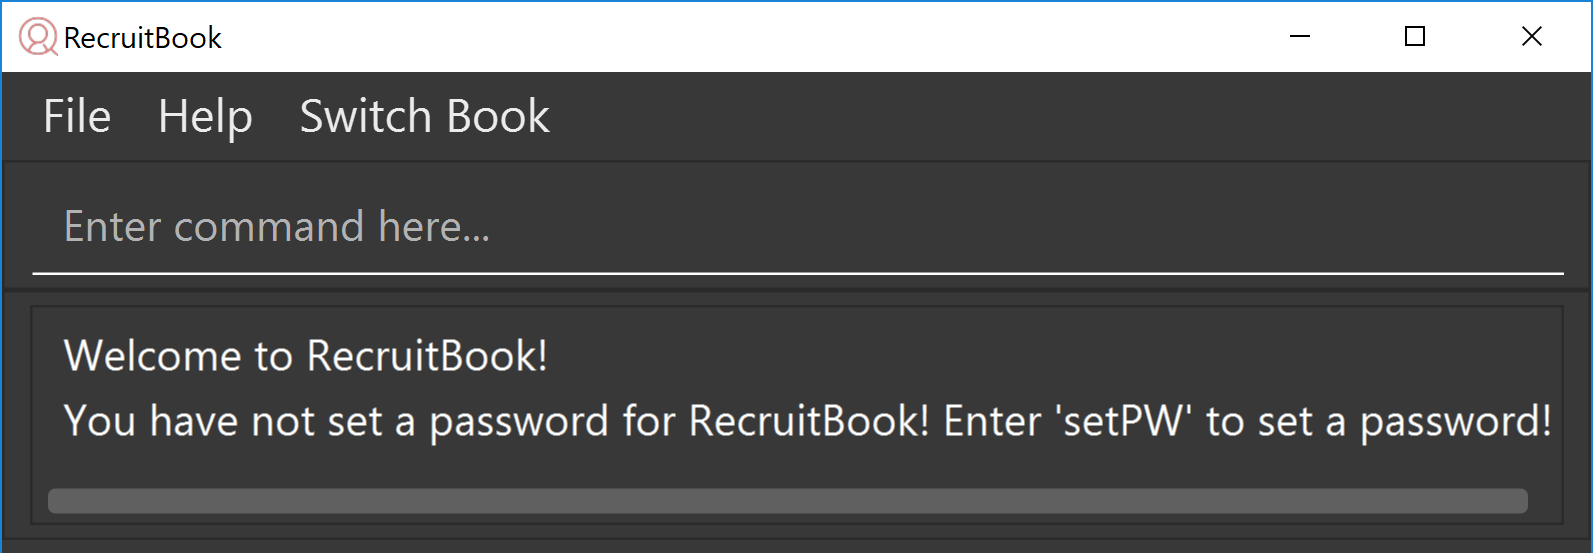 RecruitBook
File Help Switch Book
Enter command here...
Welcome to RecruitBook!
You have not set a password for RecruitBook! Enter 'setPW' to set a password!